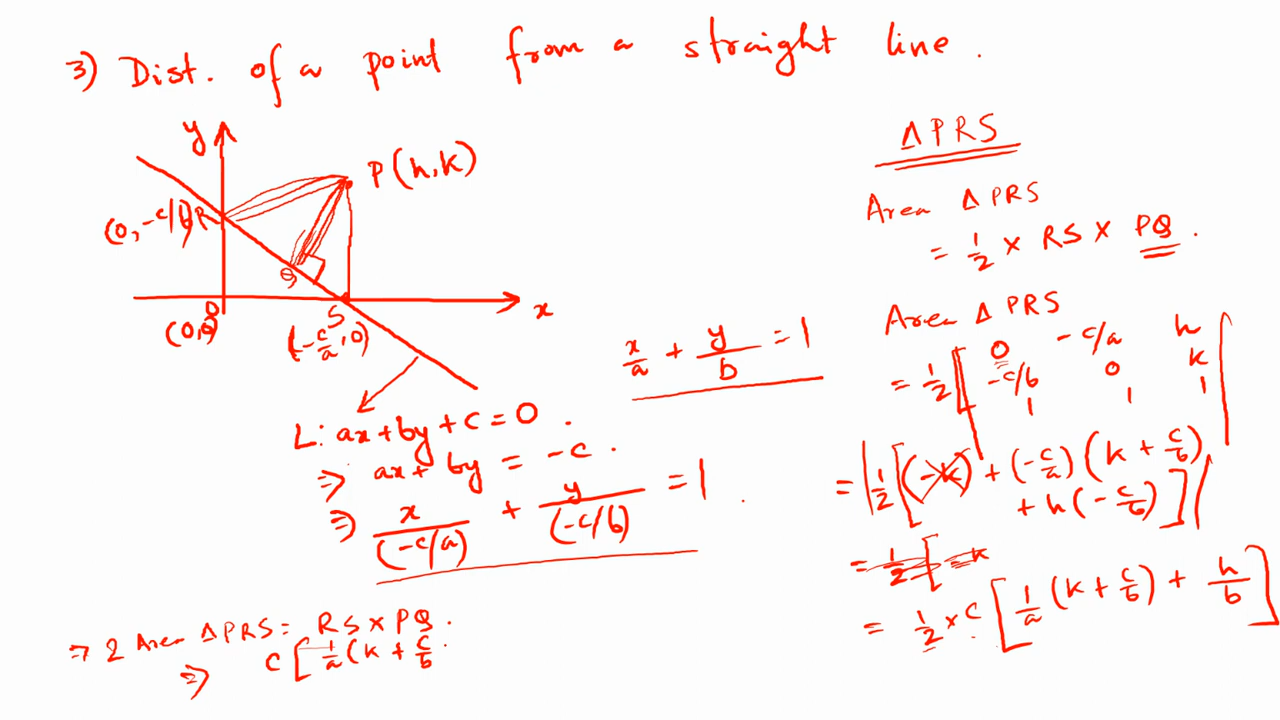 3) Dist. of a point from a straight line.
y
P(h,k)
(0, -c/b)R
Q
O
(0,0)
S
(-c/a, 0)
x
L: ax+by+c=0.
⇒ ax+by = -c.
⇒ x/(-c/a) + y/(-c/b) = 1
x/a + y/b = 1
ΔPRS
Area ΔPRS
= 1/2 × RS × PQ.
Area ΔPRS
= 1/2 | 0 -c/a h
-c/b 0 k
1 1 1 |
= | 1/2 [ (-k) + (-c/a) (k + c/b)
+ h(-c/b) ] |
= 1/2 [ -k
= 1/2 × c [ 1/a (k + c/b) + h/b ]
⇒ 2 Area ΔPRS = RS × PQ.
⇒ c [ 1/a (k + c/b